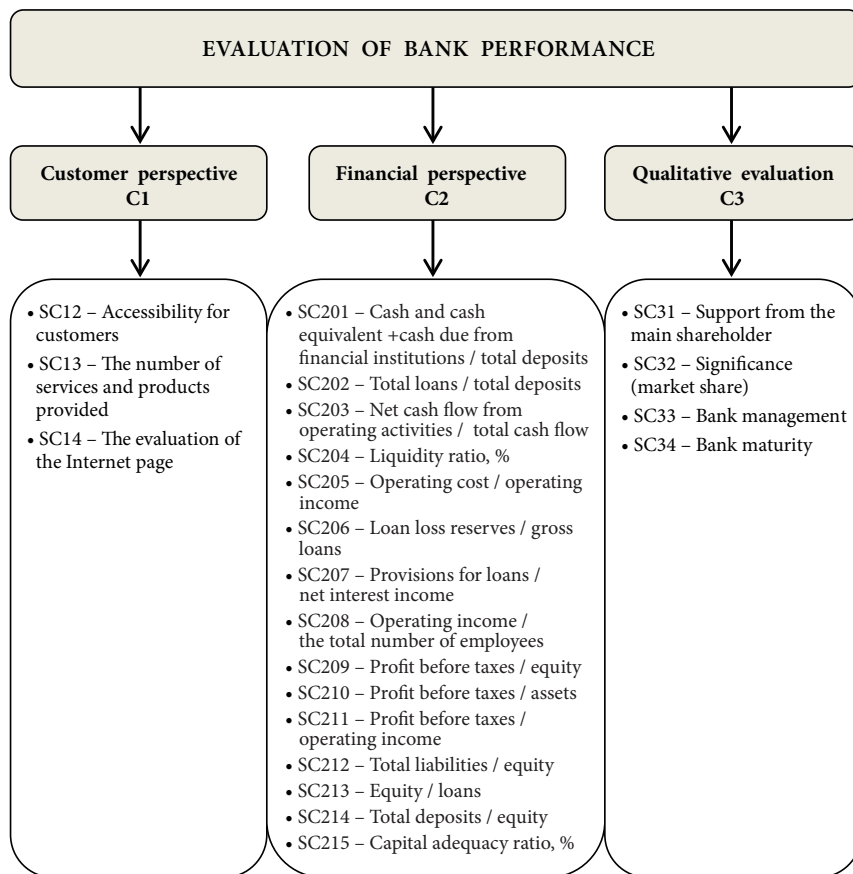 EVALUATION OF BANK PERFORMANCE
Customer perspective
C1
Financial perspective
C2
Qualitative evaluation
C3
• SC12 – Accessibility for
customers
• SC13 – The number of
services and products
provided
• SC14 – The evaluation of
the Internet page
• SC201 – Cash and cash
equivalent +cash due from
financial institutions / total deposits
• SC202 – Total loans / total deposits
• SC203 – Net cash flow from
operating activities / total cash flow
• SC204 – Liquidity ratio, %
• SC205 – Operating cost / operating
income
• SC206 – Loan loss reserves / gross
loans
• SC207 – Provisions for loans /
net interest income
• SC208 – Operating income /
the total number of employees
• SC209 – Profit before taxes / equity
• SC210 – Profit before taxes / assets
• SC211 – Profit before taxes /
operating income
• SC212 – Total liabilities / equity
• SC213 – Equity / loans
• SC214 – Total deposits / equity
• SC215 – Capital adequacy ratio, %
• SC31 – Support from the
main shareholder
• SC32 – Significance
(market share)
• SC33 – Bank management
• SC34 – Bank maturity